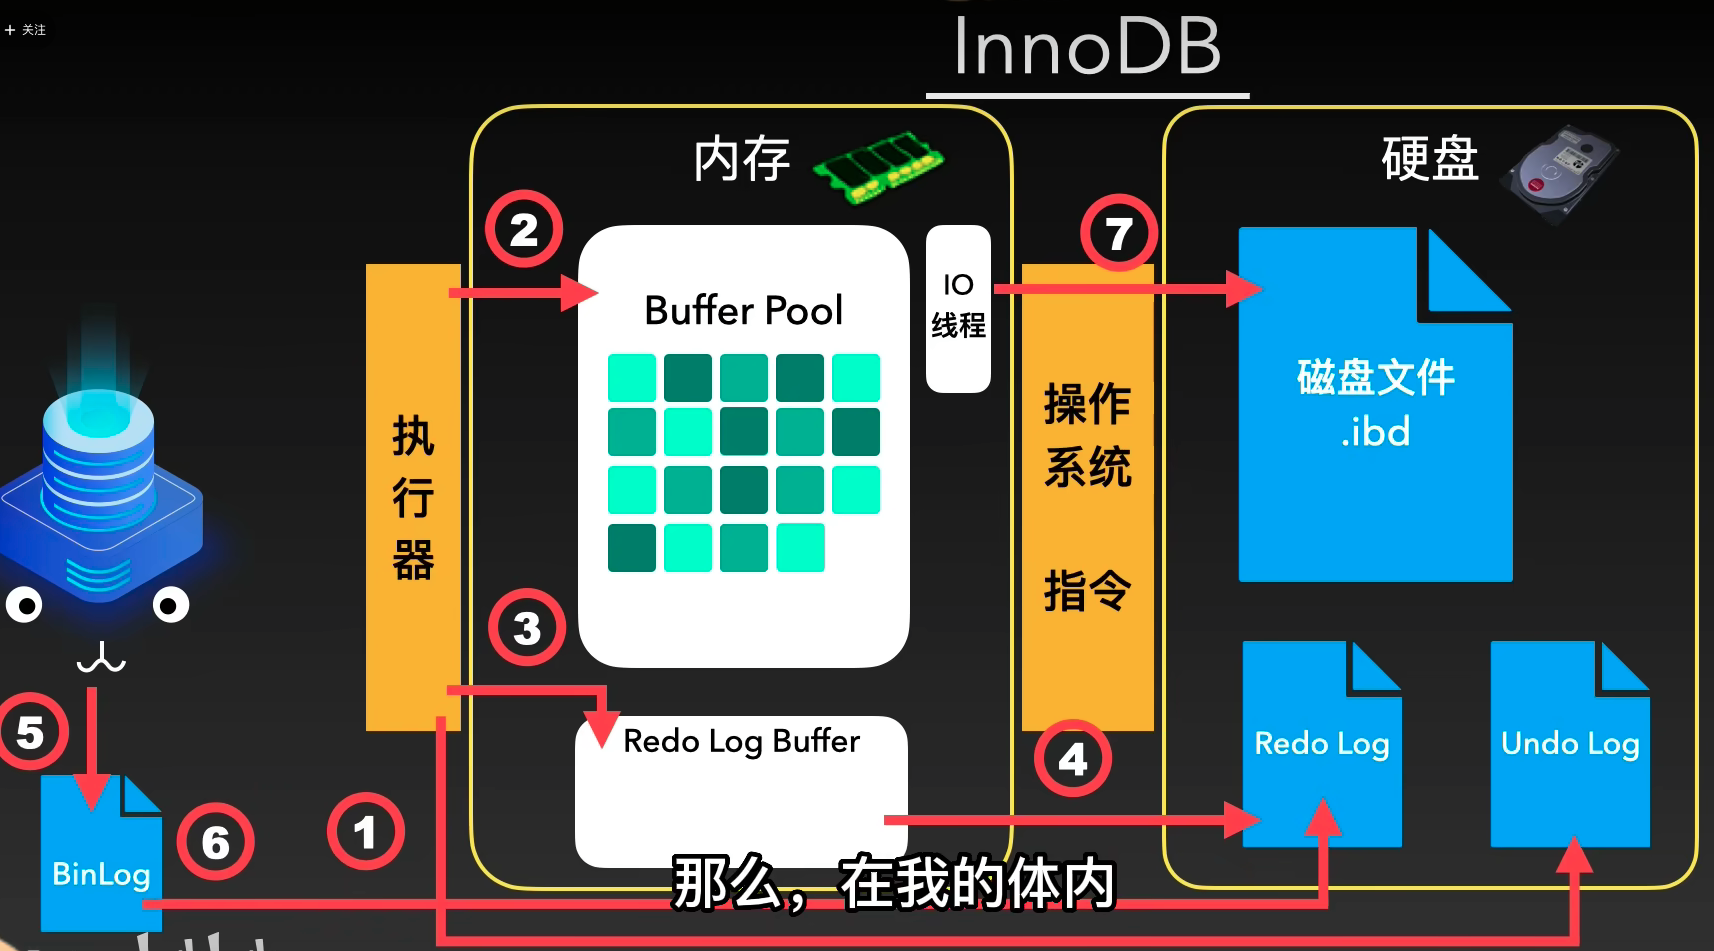 + 关注
InnoDB
内存
硬盘
2
7
IO
线程
Buffer Pool
执
行
器
操作
系统
指令
磁盘文件
.ibd
3
5
Redo Log Buffer
4
Redo Log
Undo Log
6
1
BinLog
那么，在我的体内